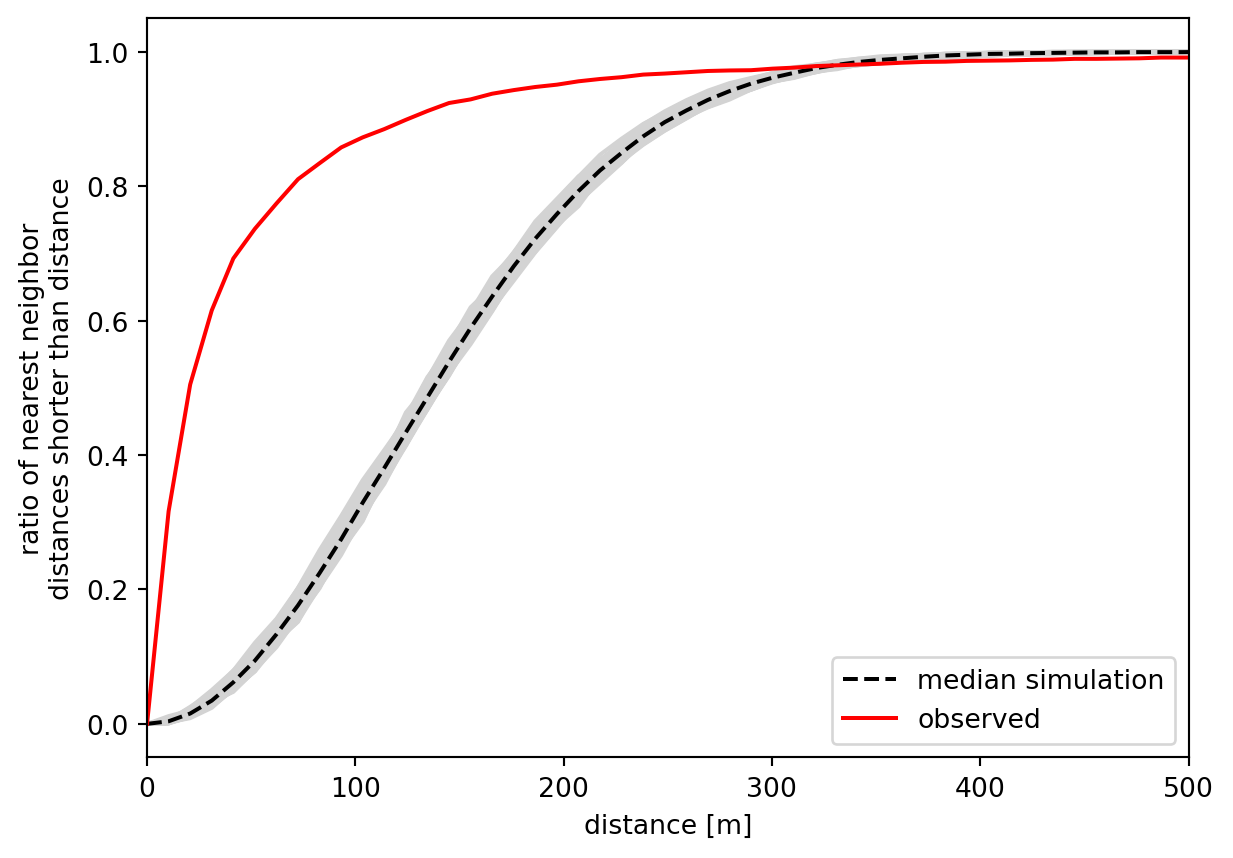 1.0
0.8
0.6
0.4
0.2
0.0
ratio of nearest neighbor
distances shorter than distance
median simulation
observed
0
100
200
300
400
500
distance [m]